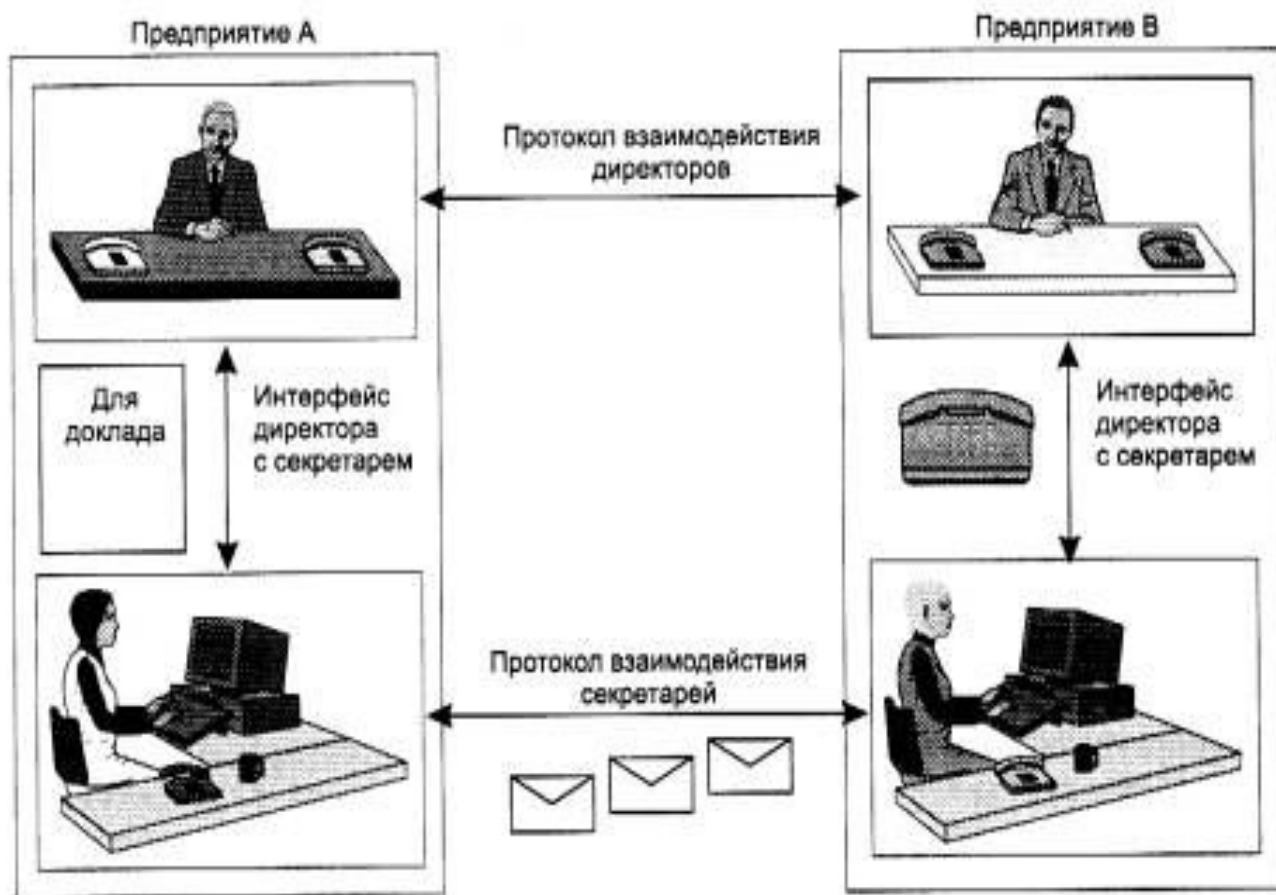 Предприятие А
Предприятие В
Протокол взаимодействия
директоров
Для
доклада
Интерфейс
директора
с секретарем
Интерфейс
директора
с секретарем
Протокол взаимодействия
секретарей